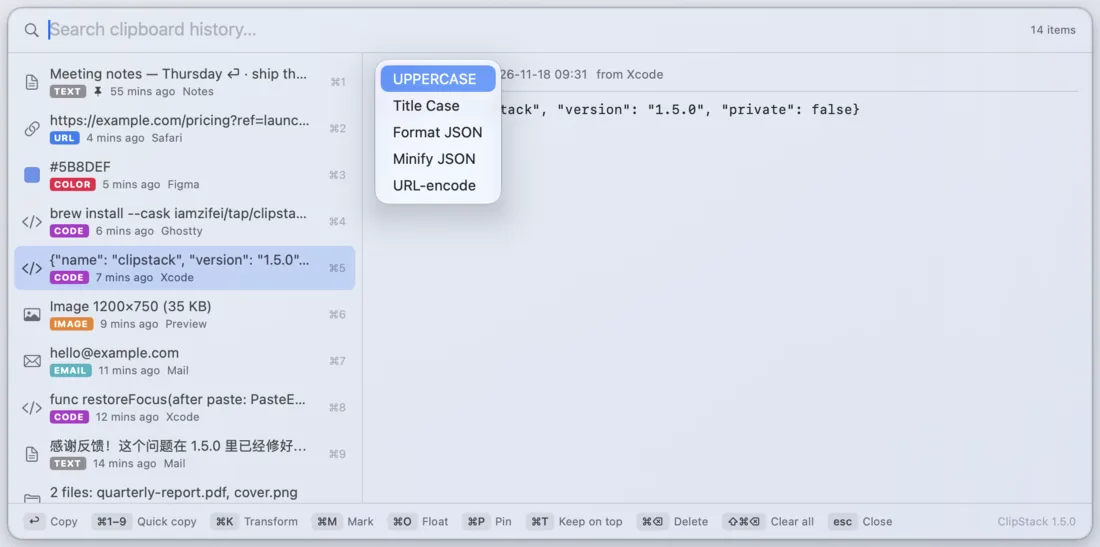 Search clipboard history...
14 items
Meeting notes — Thursday ⏎ · ship th...
⌘1
TEXT 55 mins ago Notes
https://example.com/pricing?ref=launc...
⌘2
URL 4 mins ago Safari
#5B8DEF
⌘3
COLOR 5 mins ago Figma
brew install --cask iamzifei/tap/clipsta...
⌘4
CODE 6 mins ago Ghostty
{"name": "clipstack", "version": "1.5.0"...
⌘5
CODE 7 mins ago Xcode
Image 1200×750 (35 KB)
⌘6
IMAGE 9 mins ago Preview
hello@example.com
⌘7
EMAIL 11 mins ago Mail
func restoreFocus(after paste: PasteE...
⌘8
CODE 12 mins ago Xcode
感谢反馈！这个问题在 1.5.0 里已经修好...
⌘9
TEXT 14 mins ago Mail
2 files: quarterly-report.pdf, cover.png
26-11-18 09:31 from Xcode
stack", "version": "1.5.0", "private": false}
UPPERCASE
Title Case
Format JSON
Minify JSON
URL-encode
⏎ Copy ⌘1–9 Quick copy ⌘K Transform ⌘M Mark ⌘O Float ⌘P Pin ⌘T Keep on top ⌘⌫ Delete ⇧⌘⌫ Clear all esc Close
ClipStack 1.5.0